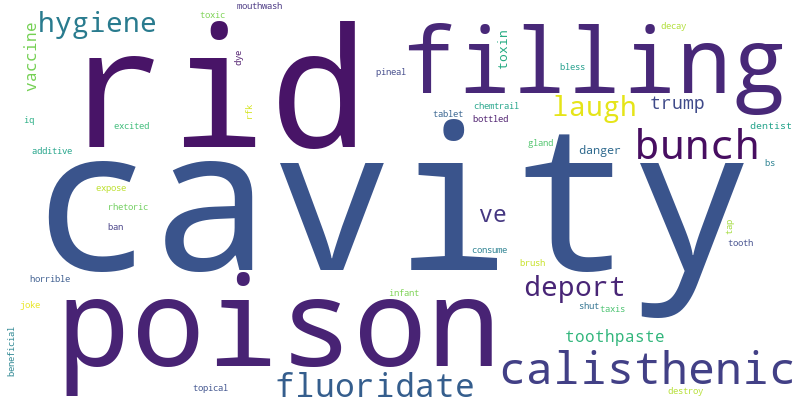 mouthwash
toxic
hygiene
rid
filling
decay
vaccine
dye
toxin
pineal
bless
chemtrail
laugh
trump
iq
excited
rfk
tablet
bottled
dentist
additive
gland
danger
bunch
bs
cavity
expose
rhetoric
ban
ve
tap
consume
tooth
brush
horrible
poison
infant
deport
joke
shut
taxis
beneficial
toothpaste
topical
fluoridate
calisthenic
destroy